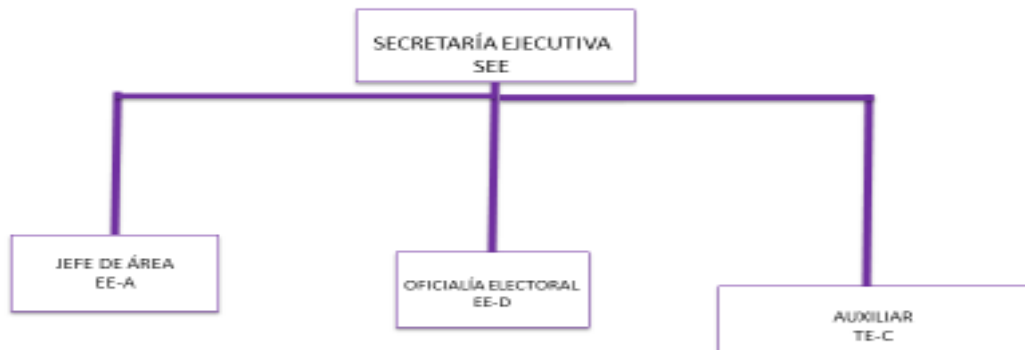 SECRETARÍA EJECUTIVA
SEE
JEFE DE ÁREA
EE-A
OFICIALÍA ELECTORAL
EE-D
AUXILIAR
TE-C